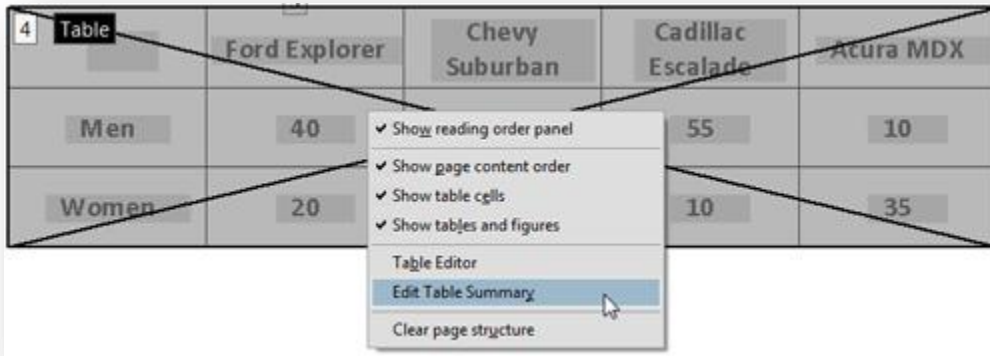 4 Table
Ford Explorer Chevy Suburban Cadillac Escalade Acura MDX
Men 40 55 10
Women 20 10 35
✔ Show reading order panel
✔ Show page content order
✔ Show table cells
✔ Show tables and figures
Table Editor
Edit Table Summary
Clear page structure